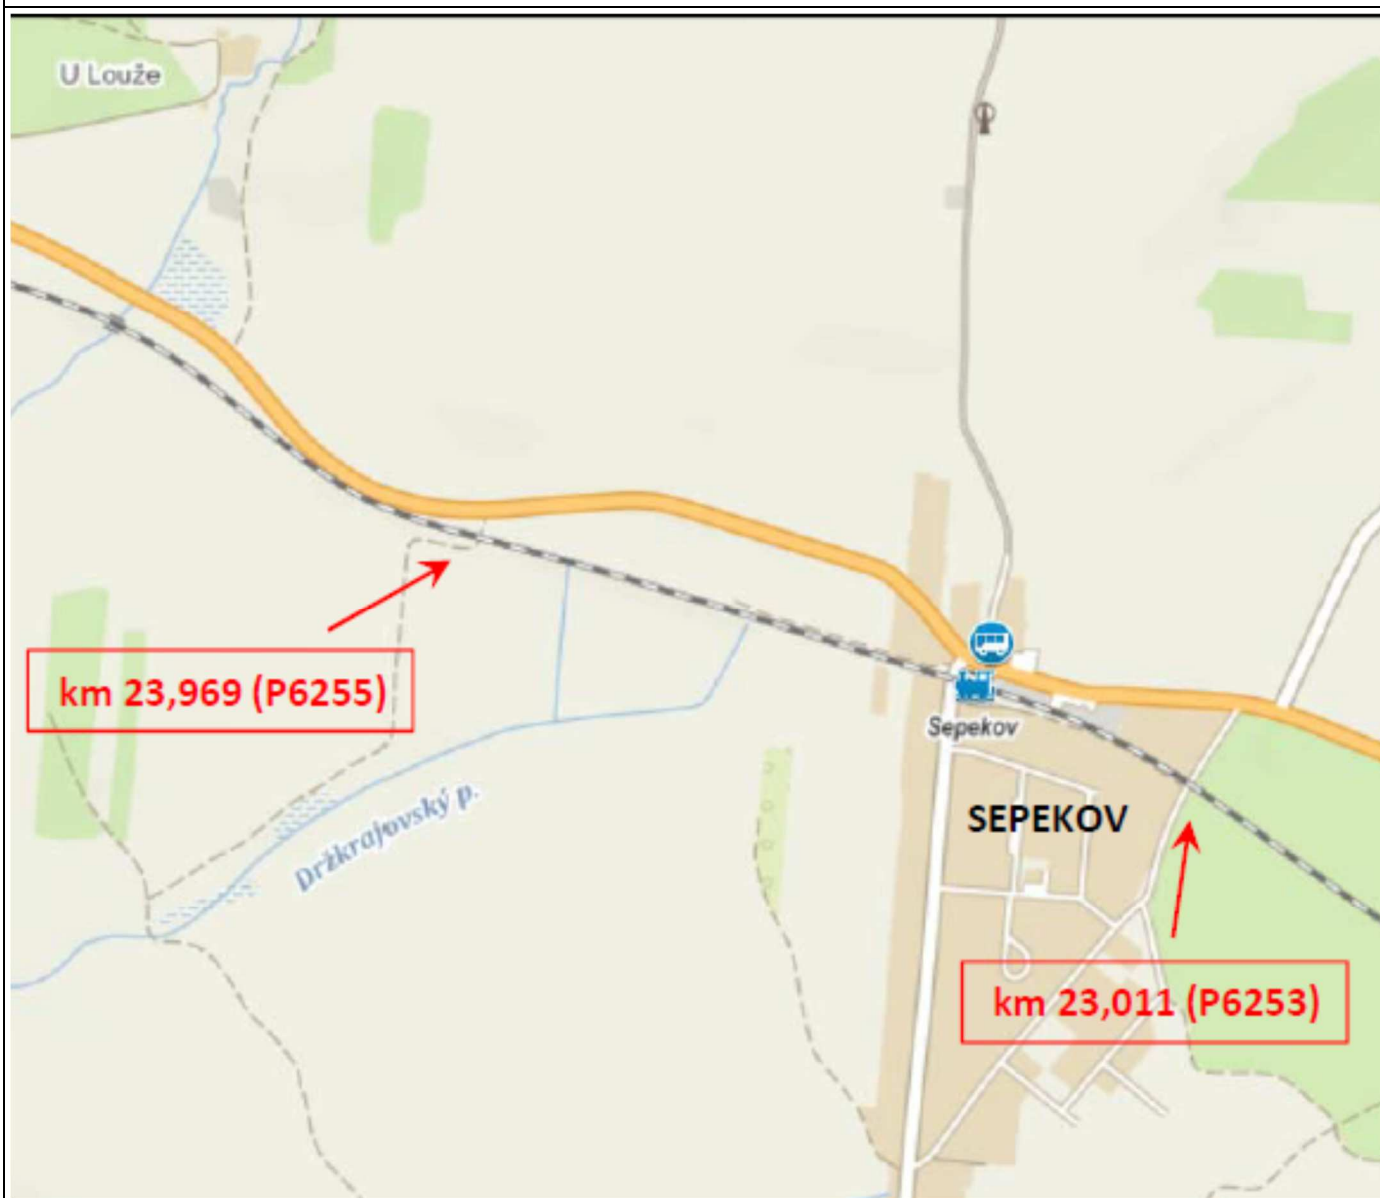 U Louže
km 23,969 (P6255)
Sepekov
Držkrajovský p.
SEPEKOV
km 23,011 (P6253)